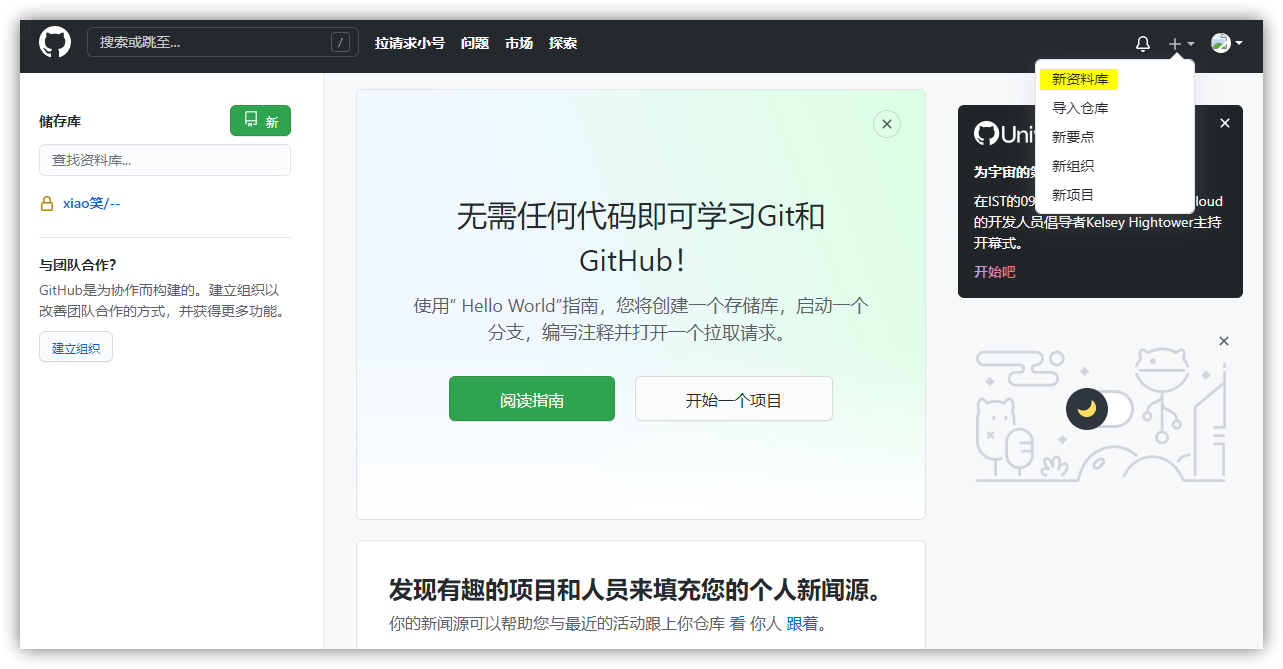 搜索或跳至...
/
拉请求小号 问题 市场 探索
新资料库
导入仓库
新要点
新组织
新项目
储存库
新
查找资料库...
xiao笑/--
与团队合作?
GitHub是为协作而构建的。建立组织以
改善团队合作的方式，并获得更多功能。
建立组织
无需任何代码即可学习Git和
GitHub！
使用“ Hello World”指南，您将创建一个存储库，启动一个
分支，编写注释并打开一个拉取请求。
阅读指南
开始一个项目
发现有趣的项目和人员来填充您的个人新闻源。
你的新闻源可以帮助您与最近的活动跟上你仓库 看 你人 跟着。
为宇宙的
在IST的09 loud
的开发人员倡导者Kelsey Hightower主持
开幕式。
开始吧